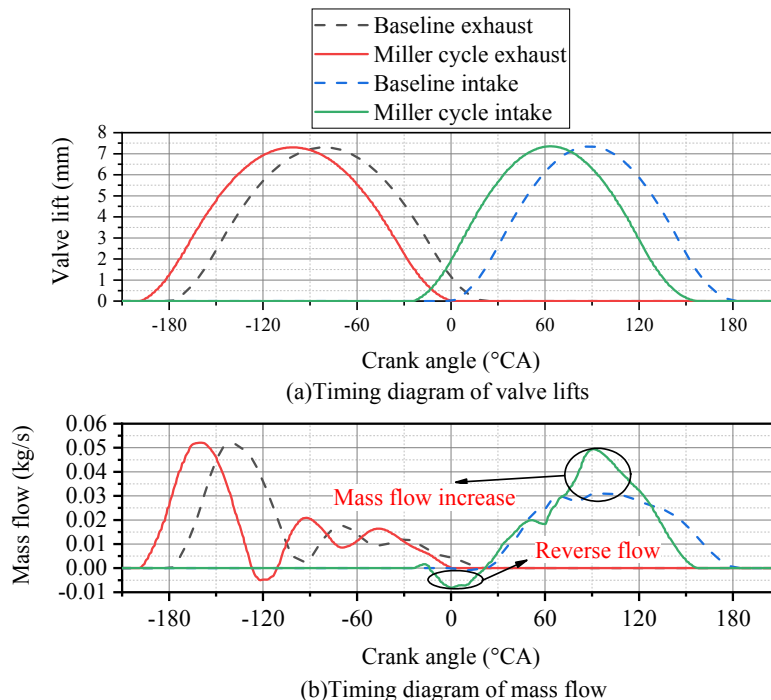 Baseline exhaust
Miller cycle exhaust
Baseline intake
Miller cycle intake
8
7
6
5
4
3
2
1
0
Valve lift (mm)
-180 -120 -60 0 60 120 180
Crank angle (°CA)
(a)Timing diagram of valve lifts
0.06
0.05
0.04
0.03
0.02
0.01
0.00
-0.01
Mass flow (kg/s)
Mass flow increase
Reverse flow
-180 -120 -60 0 60 120 180
Crank angle (°CA)
(b)Timing diagram of mass flow